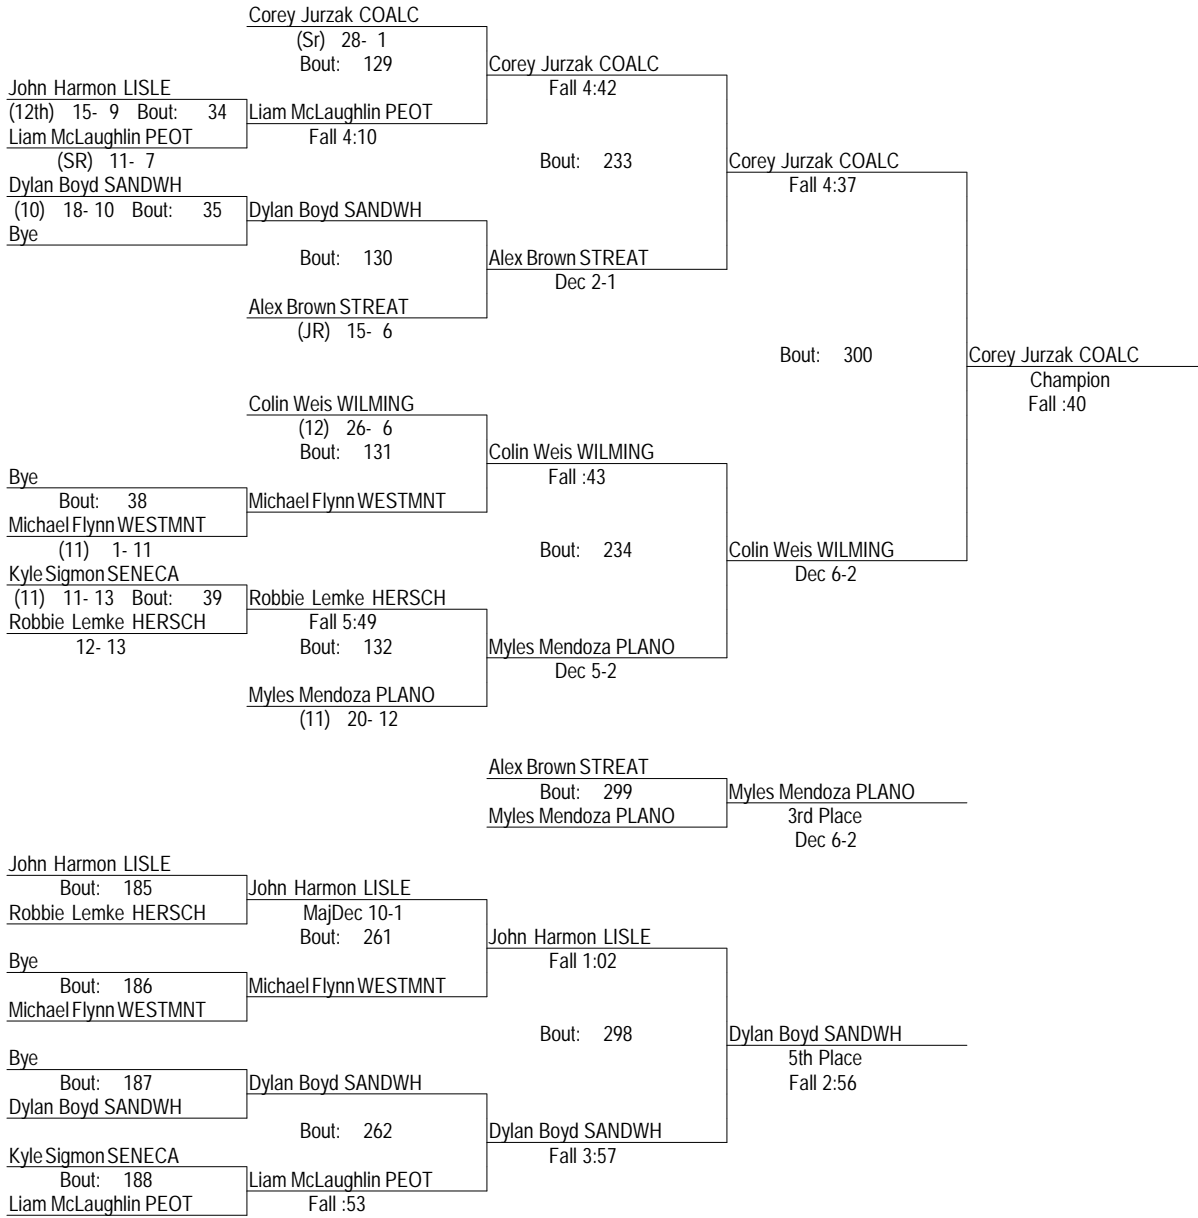 Corey Jurzak COALC
(Sr) 28- 1
Bout: 129 Corey Jurzak COALC
John Harmon LISLE Fall 4:42
(12th) 15- 9 Bout: 34 Liam McLaughlin PEOT
Liam McLaughlin PEOT Fall 4:10
(SR) 11- 7 Bout: 233 Corey Jurzak COALC
Dylan Boyd SANDWH Fall 4:37
(10) 18- 10 Bout: 35 Dylan Boyd SANDWH
Bye
Bout: 130 Alex Brown STREAT
Dec 2-1
Alex Brown STREAT
(JR) 15- 6
Bout: 300 Corey Jurzak COALC
Champion
Colin Weis WILMING Fall :40
(12) 26- 6
Bout: 131 Colin Weis WILMING
Bye Fall :43
Bout: 38 Michael Flynn WESTMNT
Michael Flynn WESTMNT
(11) 1- 11 Bout: 234 Colin Weis WILMING
Kyle Sigmon SENECA Dec 6-2
(11) 11- 13 Bout: 39 Robbie Lemke HERSCH
Robbie Lemke HERSCH Fall 5:49
12- 13 Bout: 132 Myles Mendoza PLANO
Dec 5-2
Myles Mendoza PLANO
(11) 20- 12
Alex Brown STREAT
Bout: 299 Myles Mendoza PLANO
Myles Mendoza PLANO 3rd Place
Dec 6-2
John Harmon LISLE
Bout: 185 John Harmon LISLE
Robbie Lemke HERSCH MajDec 10-1
Bout: 261 John Harmon LISLE
Bye Fall 1:02
Bout: 186 Michael Flynn WESTMNT
Michael Flynn WESTMNT
Bout: 298 Dylan Boyd SANDWH
Bye 5th Place
Bout: 187 Dylan Boyd SANDWH Fall 2:56
Dylan Boyd SANDWH
Bout: 262 Dylan Boyd SANDWH
Kyle Sigmon SENECA Fall 3:57
Bout: 188 Liam McLaughlin PEOT
Liam McLaughlin PEOT Fall :53